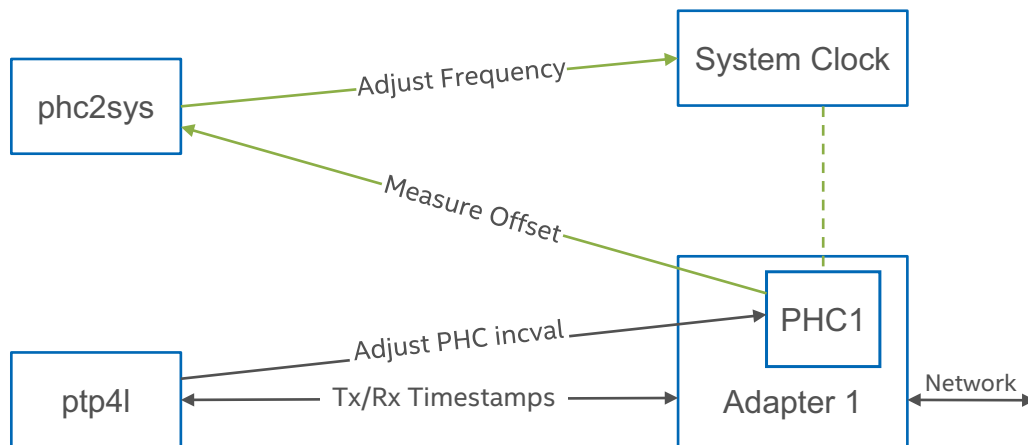 System Clock
Adjust Frequency
phc2sys
Measure Offset
PHC1
Adjust PHC incval
ptp4l
Tx/Rx Timestamps
Adapter 1
Network